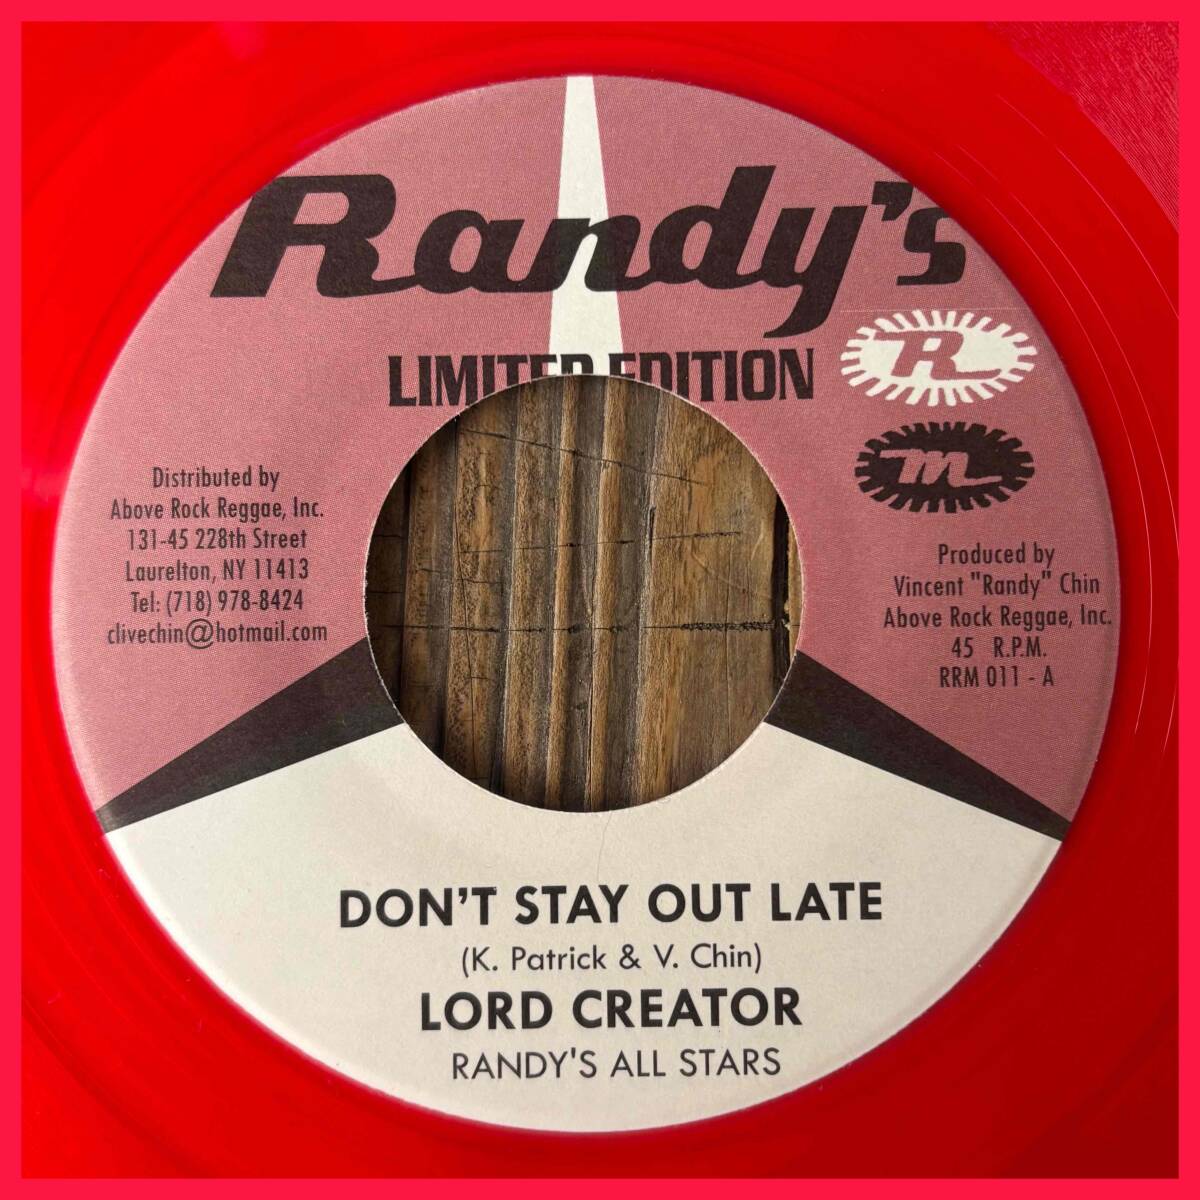 Randy's
LIMITED EDITION
R
M
Distributed by
Above Rock Reggae, Inc.
131-45 228th Street
Laurelton, NY 11413
Tel: (718) 978-8424
clivechin@hotmail.com
Produced by
Vincent "Randy" Chin
Above Rock Reggae, Inc.
45 R.P.M.
RRM 011 - A
DON'T STAY OUT LATE
(K. Patrick & V. Chin)
LORD CREATOR
RANDY'S ALL STARS